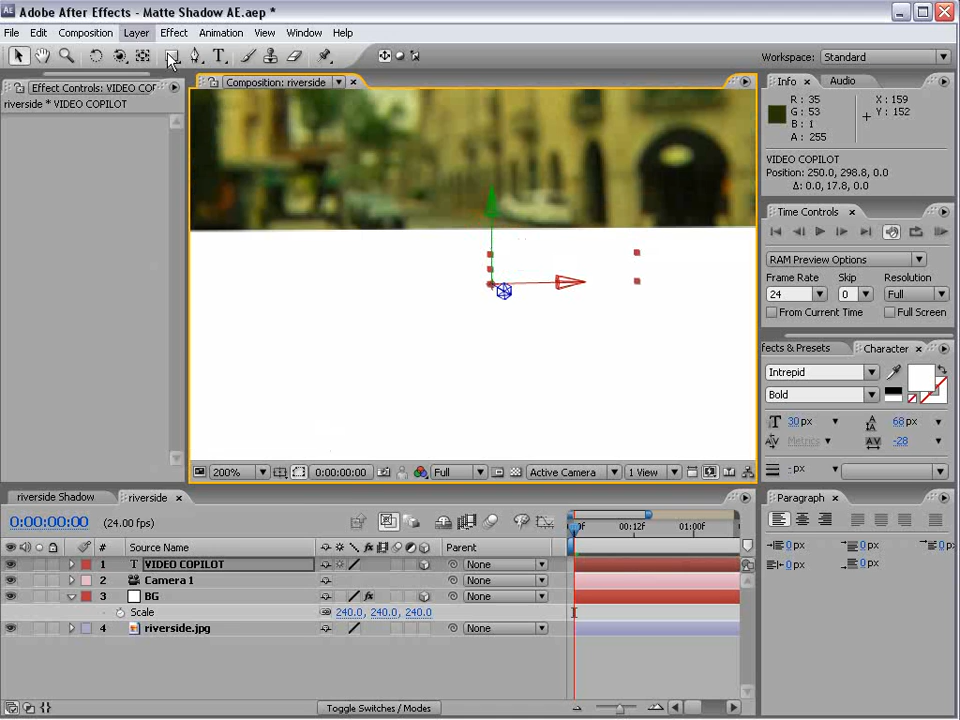 Adobe After Effects - Matte Shadow AE.aep *
File Edit Composition Layer Effect Animation View Window Help
Workspace: Standard
Effect Controls: VIDEO COP
riverside * VIDEO COPILOT
Composition: riverside
Info Audio
R: 35
G: 53
B: 1
A: 255
X: 159
Y: 152
VIDEO COPILOT
Position: 250.0, 298.8, 0.0
Δ: 0.0, 17.8, 0.0
Time Controls
RAM Preview Options
Frame Rate Skip Resolution
24 0 Full
From Current Time Full Screen
fects & Presets Character
Intrepid
Bold
30 px 68 px
Metrics -28
- px
200% 0:00:00:00 Full Active Camera 1 View
riverside Shadow riverside
0:00:00:00 (24.00 fps)
0f 00:12f 01:00f
# Source Name Parent
1 T VIDEO COPILOT None
2 Camera 1 None
3 BG None
Scale 240.0, 240.0, 240.0
4 riverside.jpg None
Toggle Switches / Modes
Paragraph
0 px 0 px 0 p
0 px 0 px